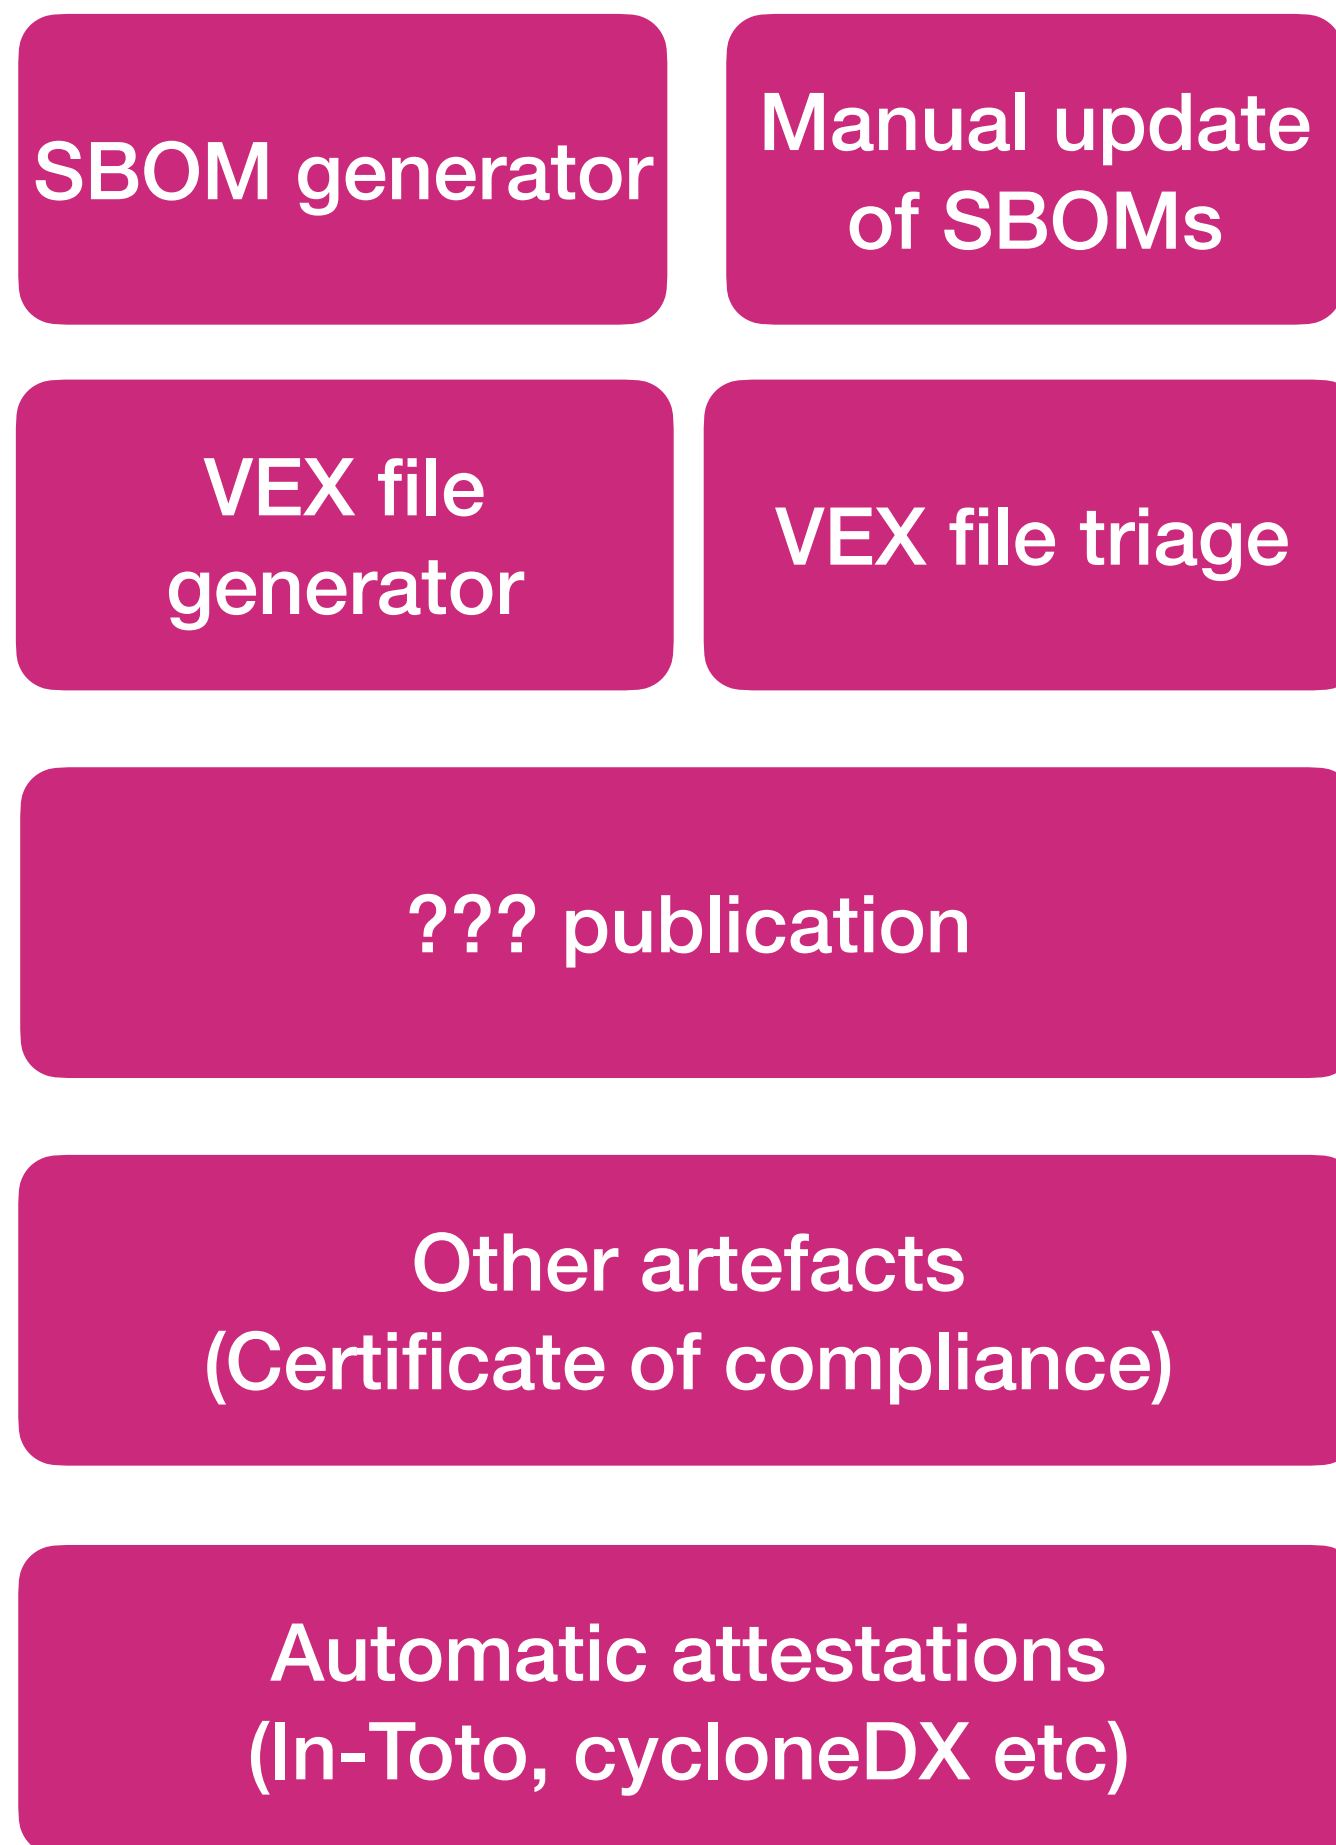 SBOM generator
Manual update
of SBOMs
VEX file
generator
VEX file triage
??? publication
Other artefacts
(Certificate of compliance)
Automatic attestations
(In-Toto, cycloneDX etc)